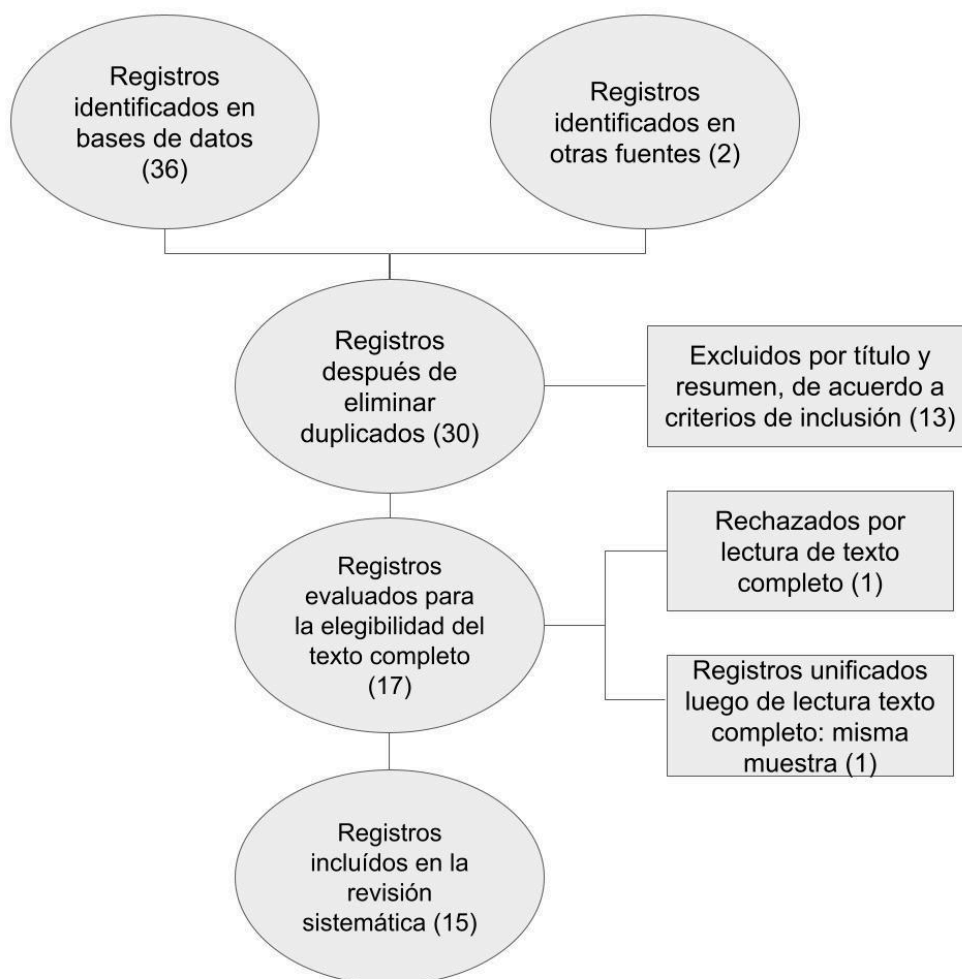 Registros
identificados en
bases de datos
(36)
Registros
identificados en
otras fuentes (2)
Registros
después de
eliminar
duplicados (30)
Excluidos por título y
resumen, de acuerdo a
criterios de inclusión (13)
Registros
evaluados para
la elegibilidad del
texto completo
(17)
Rechazados por
lectura de texto
completo (1)
Registros unificados
luego de lectura texto
completo: misma
muestra (1)
Registros
incluídos en la
revisión
sistemática (15)